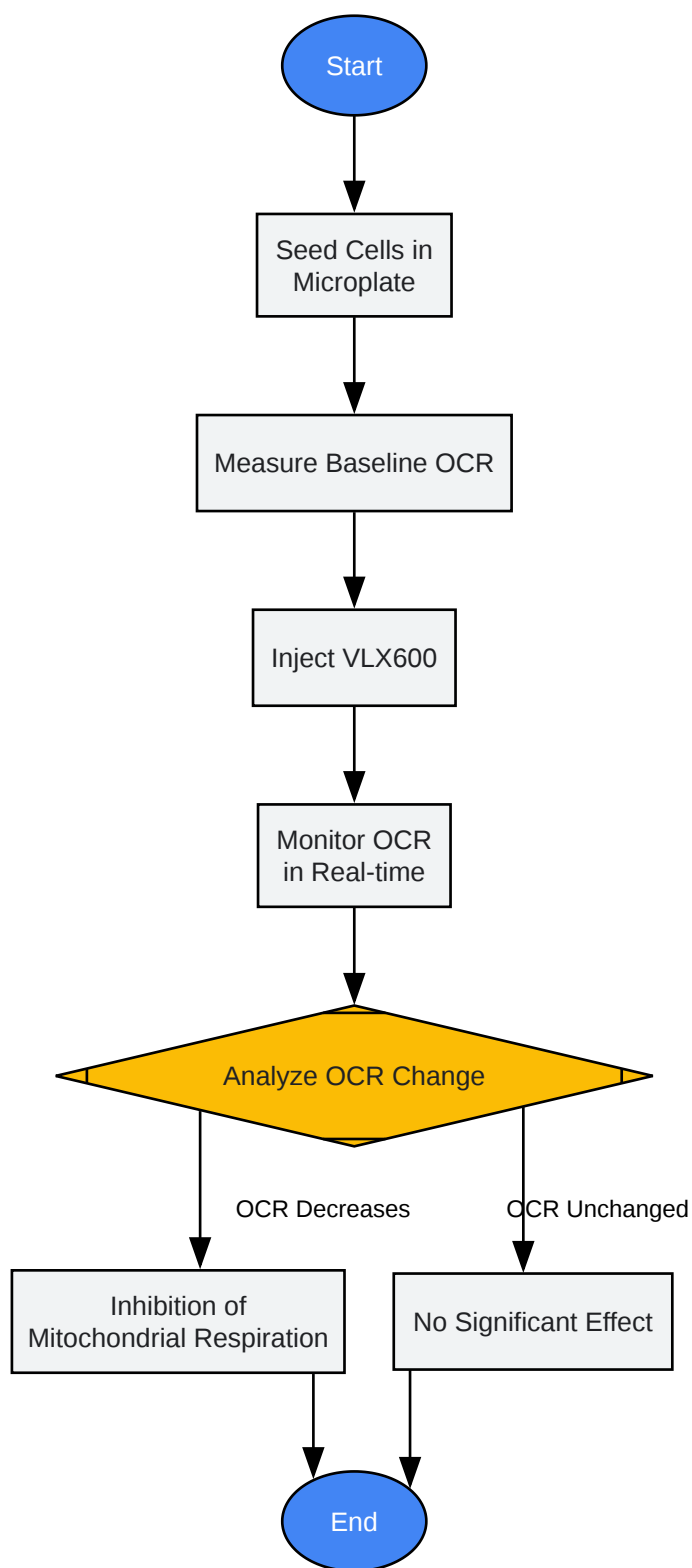 Start
Seed Cells in
Microplate
Measure Baseline OCR
Inject VLX600
Monitor OCR
in Real-time
Analyze OCR Change
OCR Decreases
OCR Unchanged
Inhibition of
Mitochondrial Respiration
No Significant Effect
End